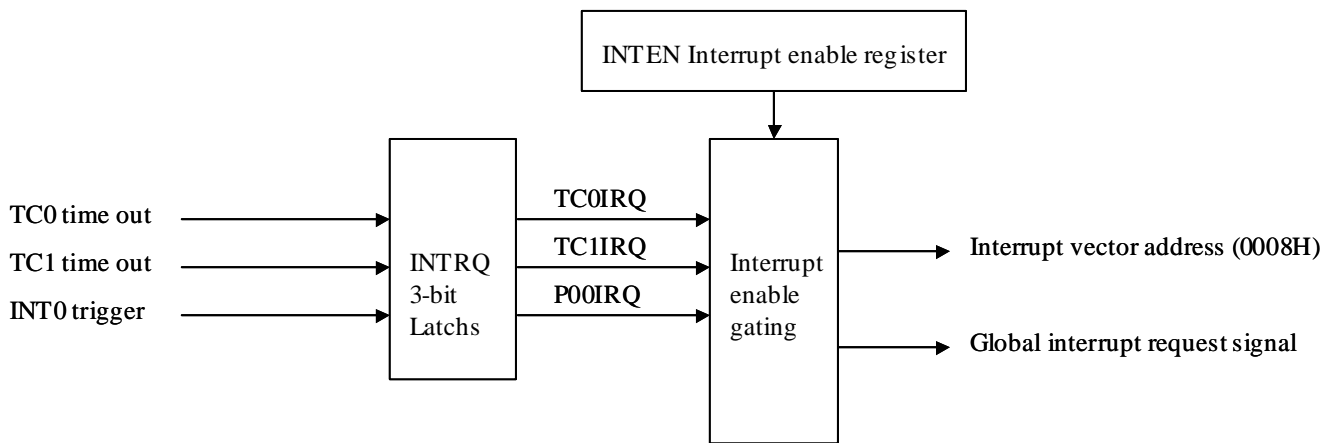 INTEN Interrupt enable register
TC0 time out
TC1 time out
INT0 trigger
INTRQ
3-bit
Latchs
TC0IRQ
TC1IRQ
P00IRQ
Interrupt
enable
gating
Interrupt vector address (0008H)
Global interrupt request signal